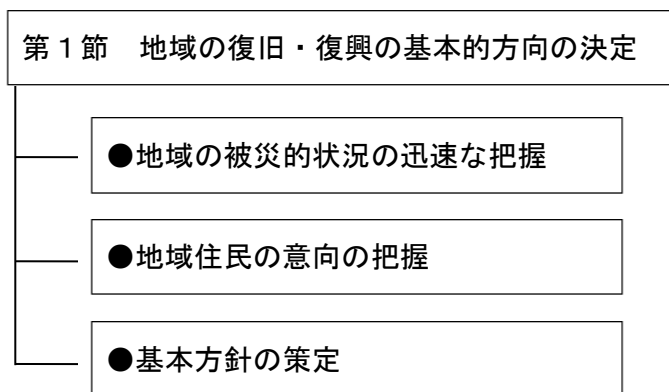 第１節　地域の復旧・復興の基本的方向の決定
●地域の被災的状況の迅速な把握
●地域住民の意向の把握
●基本方針の策定